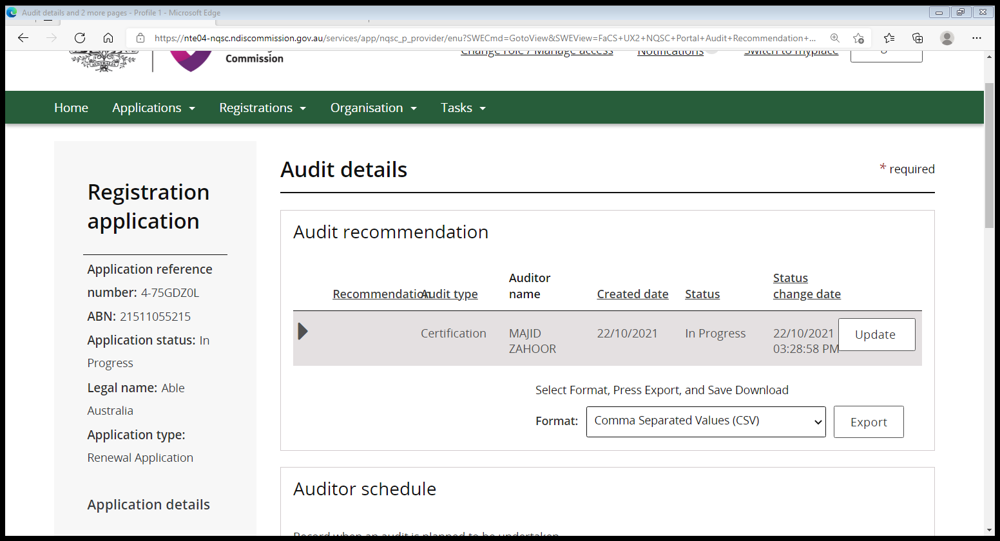 Audit details and 2 more pages - Profile 1 - Microsoft Edge
https://nte04-nqsc.ndiscommission.gov.au/services/app/nqsc_p_provider/enu?SWECmd=GotoView&SWEView=FaCS+UX2+NQSC+Portal+Audit+Recommendation+...
AUSTRALIA
Commission
Change role / Manage access
Notifications
Switch to myplace
Home
Applications
Registrations
Organisation
Tasks
Registration
application
Application reference
number: 4-75GDZ0L
ABN: 21511055215
Application status: In
Progress
Legal name: Able
Australia
Application type:
Renewal Application
Application details
Audit details
* required
Audit recommendation
Recommendation
Audit type
Auditor
name
Created date
Status
Status
change date
Certification
MAJID
ZAHOOR
22/10/2021
In Progress
22/10/2021
03:28:58 PM
Update
Select Format, Press Export, and Save Download
Format:
Comma Separated Values (CSV)
Export
Auditor schedule
Record when an audit is planned to be undertaken